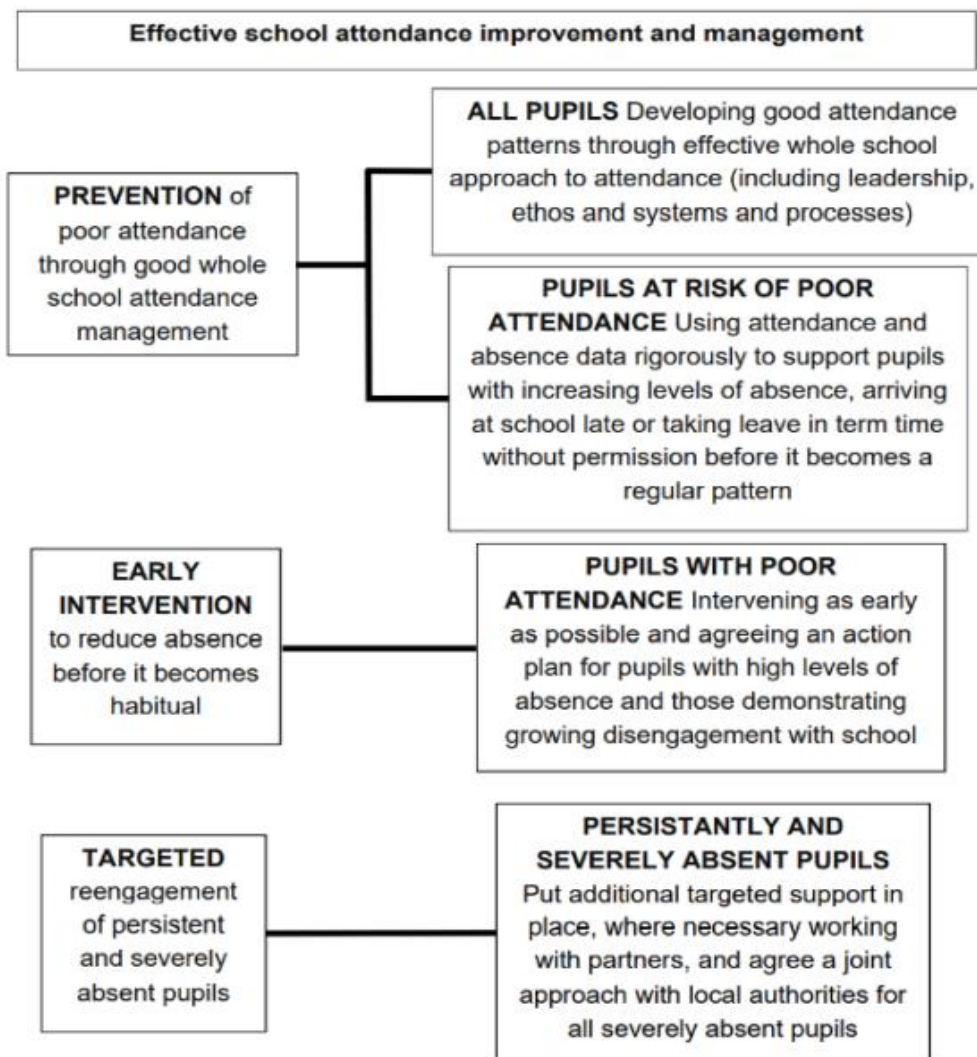 Effective school attendance improvement and management
PREVENTION of
poor attendance
through good whole
school attendance
management
ALL PUPILS Developing good attendance
patterns through effective whole school
approach to attendance (including leadership,
ethos and systems and processes)
PUPILS AT RISK OF POOR
ATTENDANCE Using attendance and
absence data rigorously to support pupils
with increasing levels of absence, arriving
at school late or taking leave in term time
without permission before it becomes a
regular pattern
EARLY
INTERVENTION
to reduce absence
before it becomes
habitual
PUPILS WITH POOR
ATTENDANCE Intervening as early
as possible and agreeing an action
plan for pupils with high levels of
absence and those demonstrating
growing disengagement with school
TARGETED
reengagement
of persistent
and severely
absent pupils
PERSISTANTLY AND
SEVERELY ABSENT PUPILS
Put additional targeted support in
place, where necessary working
with partners, and agree a joint
approach with local authorities for
all severely absent pupils